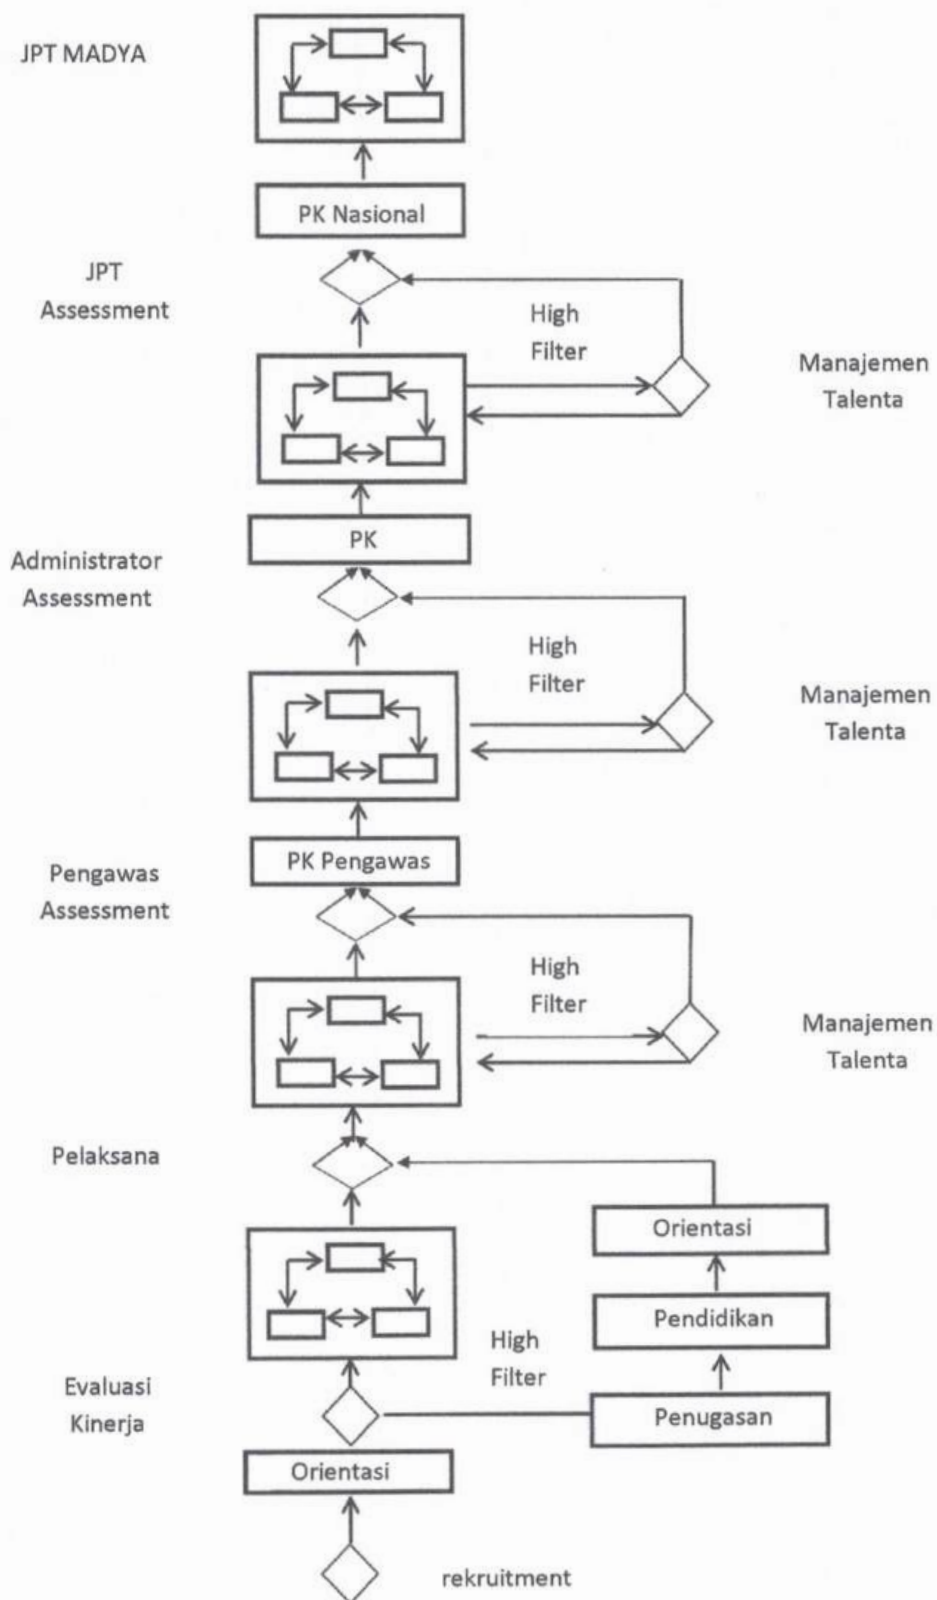 JPT MADYA
PK Nasional
JPT
Assessment
High
Filter
Manajemen
Talenta
PK
Administrator
Assessment
High
Filter
Manajemen
Talenta
PK Pengawas
Pengawas
Assessment
High
Filter
Manajemen
Talenta
Pelaksana
Orientasi
Pendidikan
High
Filter
Evaluasi
Kinerja
Penugasan
Orientasi
rekruitment